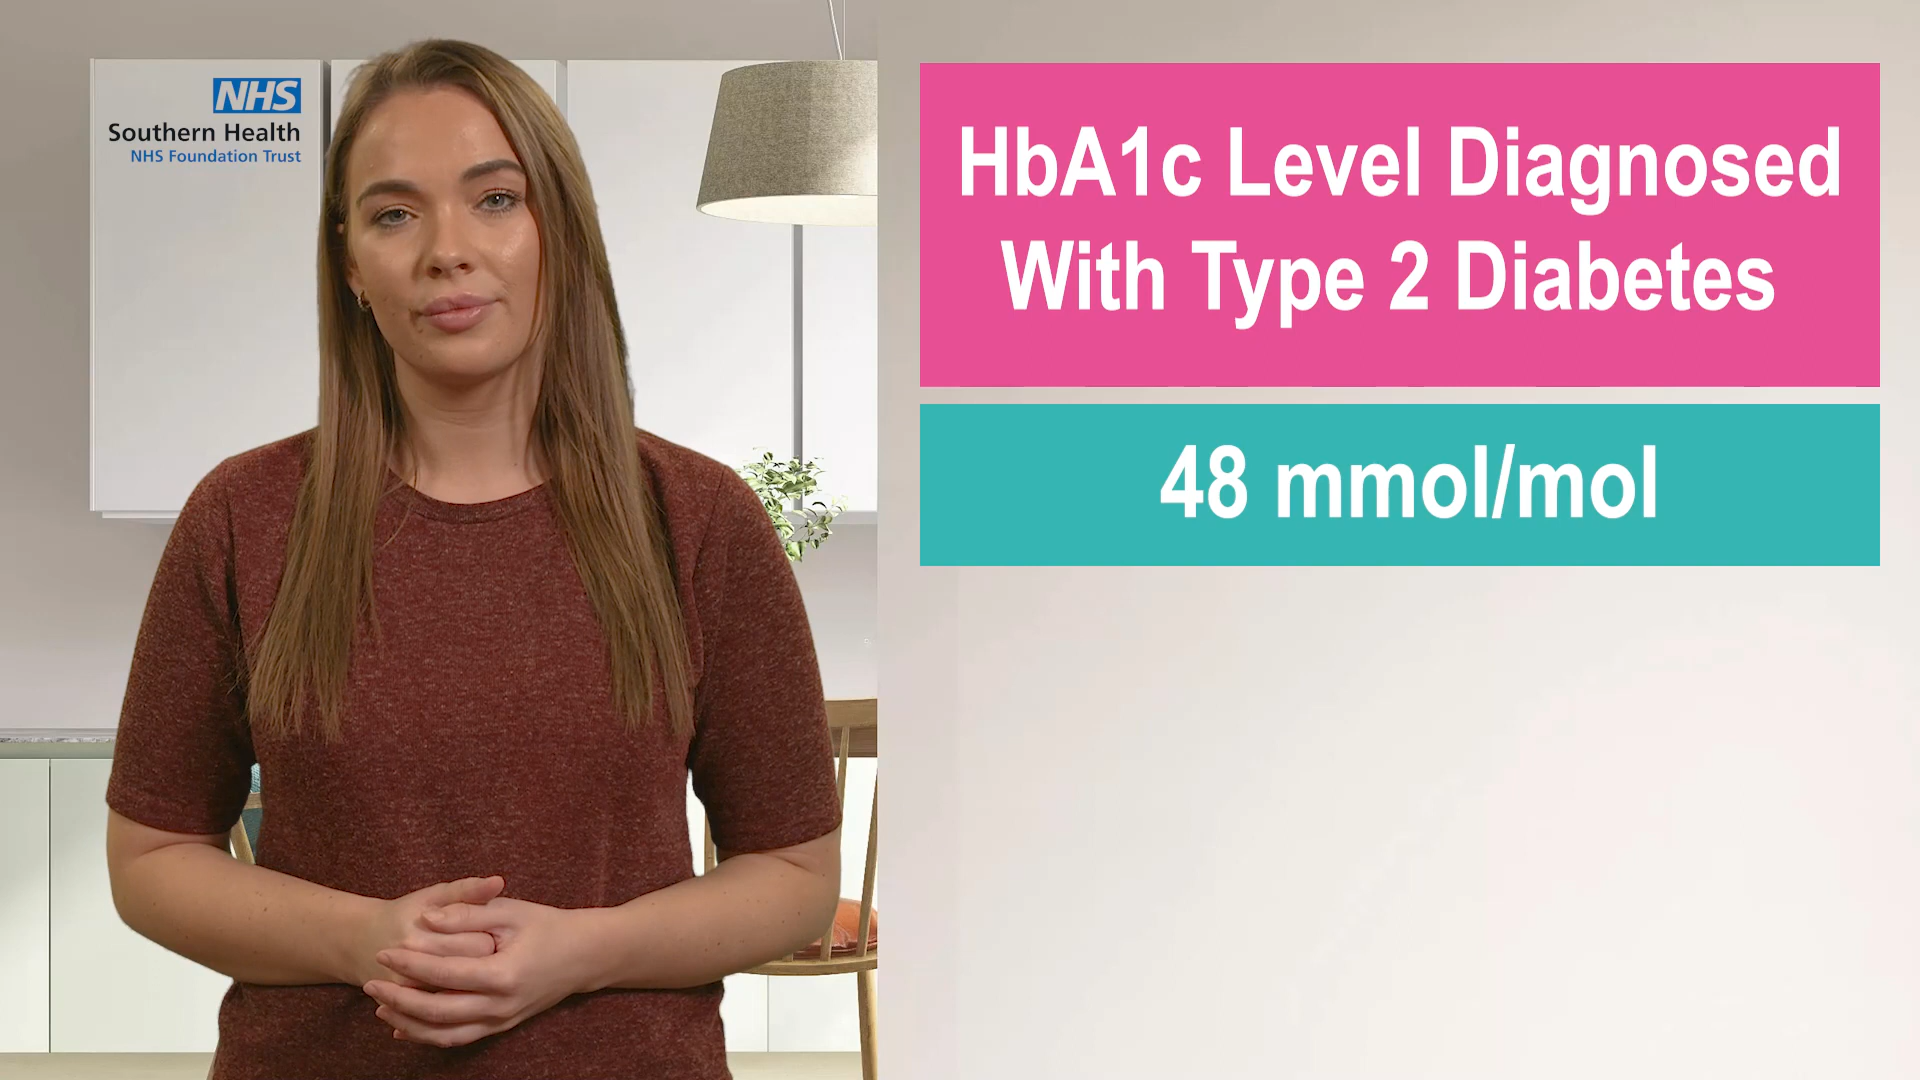 NHS
Southern Health
NHS Foundation Trust
HbA1c Level Diagnosed
With Type 2 Diabetes
48 mmol/mol